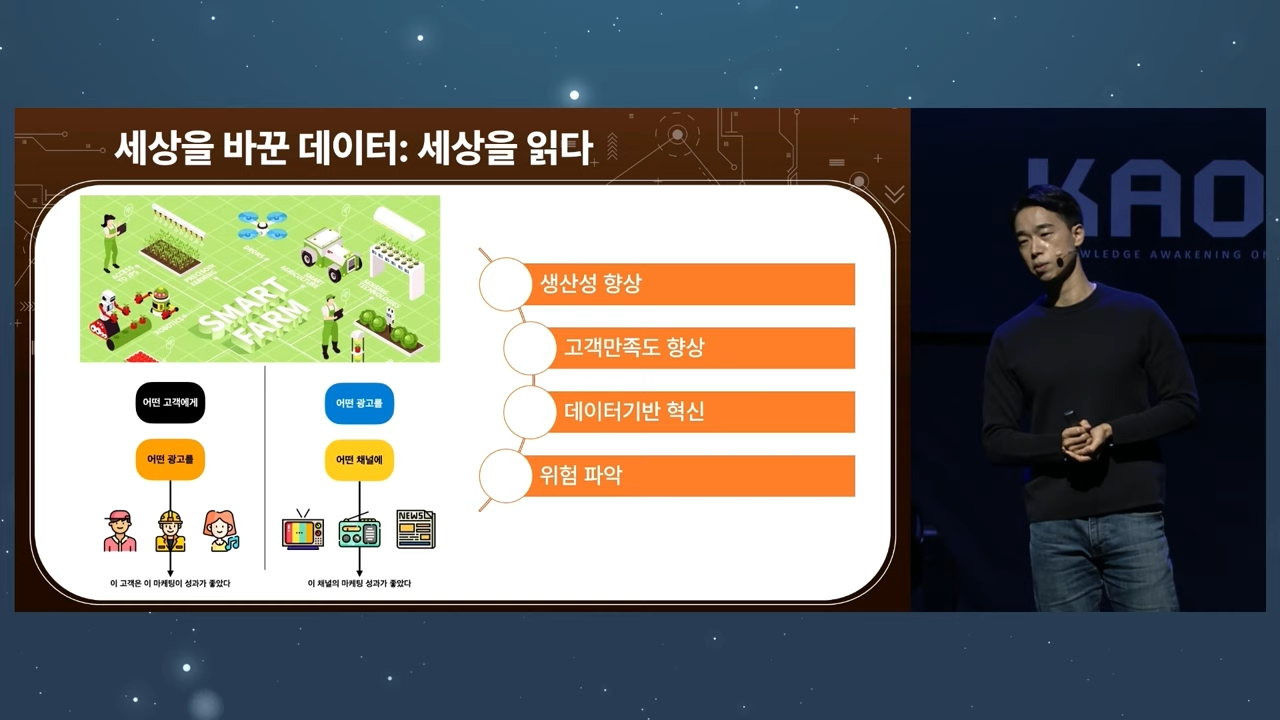 세상을 바꾼 데이터: 세상을 읽다
SMART
FARM
생산성 향상
고객만족도 향상
데이터기반 혁신
위험 파악
어떤 고객에게
어떤 광고를
어떤 광고를
어떤 채널에
NEWS
이 고객은 이 마케팅이 성과가 좋았다
이 채널의 마케팅 성과가 좋았다
KAO
WLEDGE AWAKENING ON